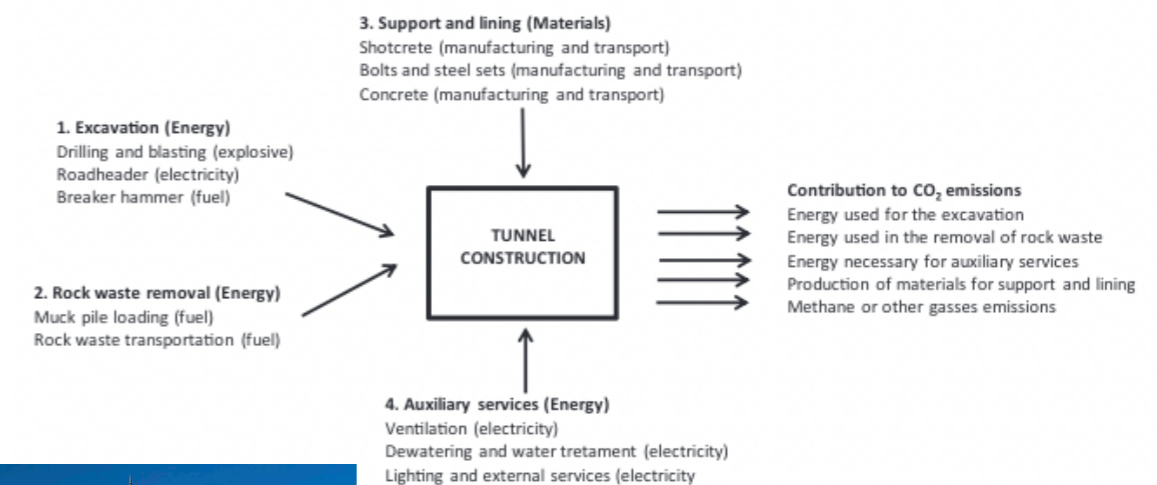 3. Support and lining (Materials)
Shotcrete (manufacturing and transport)
Bolts and steel sets (manufacturing and transport)
Concrete (manufacturing and transport)
1. Excavation (Energy)
Drilling and blasting (explosive)
Roadheader (electricity)
Breaker hammer (fuel)
2. Rock waste removal (Energy)
Muck pile loading (fuel)
Rock waste transportation (fuel)
TUNNEL
CONSTRUCTION
Contribution to CO₂ emissions
Energy used for the excavation
Energy used in the removal of rock waste
Energy necessary for auxiliary services
Production of materials for support and lining
Methane or other gasses emissions
4. Auxiliary services (Energy)
Ventilation (electricity)
Dewatering and water tretament (electricity)
Lighting and external services (electricity